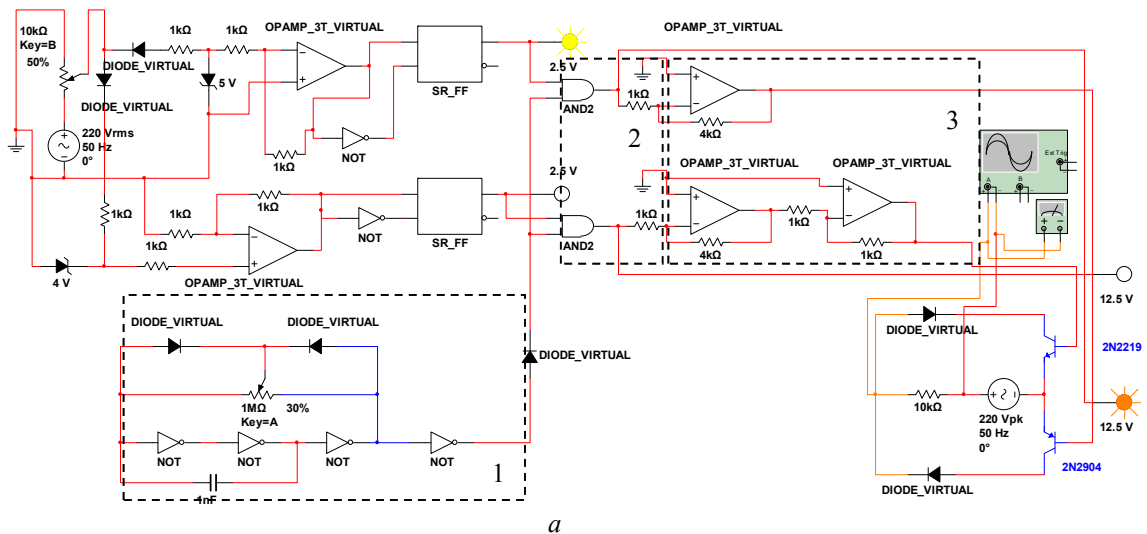 OPAMP_3T_VIRTUAL
OPAMP_3T_VIRTUAL
10kΩ
Key=B
50%
1kΩ
1kΩ
DIODE_VIRTUAL
5 V
DIODE_VIRTUAL
SR_FF
2.5 V
AND2
1kΩ
2
4kΩ
3
220 Vrms
50 Hz
0°
NOT
1kΩ
Ext Trig
+
−
A
B
+
−
+
−
2.5 V
OPAMP_3T_VIRTUAL
OPAMP_3T_VIRTUAL
1kΩ
1kΩ
1kΩ
1kΩ
NOT
SR_FF
AND2
1kΩ
1kΩ
4kΩ
1kΩ
+
−
4 V
OPAMP_3T_VIRTUAL
12.5 V
DIODE_VIRTUAL
DIODE_VIRTUAL
DIODE_VIRTUAL
DIODE_VIRTUAL
2N2219
1MΩ
Key=A
30%
10kΩ
220 Vpk
50 Hz
0°
12.5 V
NOT
NOT
NOT
NOT
1
2N2904
DIODE_VIRTUAL
a